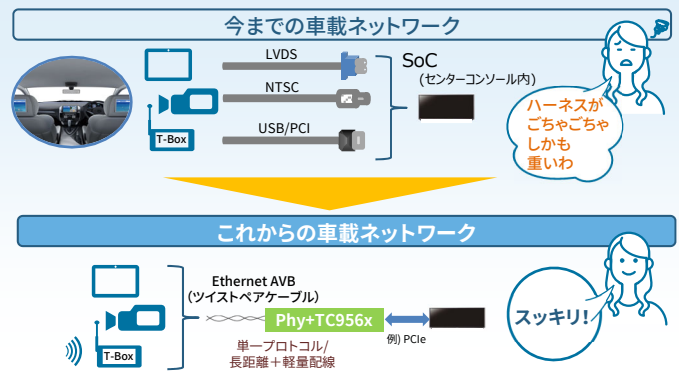 今までの車載ネットワーク
LVDS
NTSC
USB/PCI
T-Box
SoC
(センターコンソール内)
ハーネスが
ごちゃごちゃ
しかも
重いわ
これからの車載ネットワーク
T-Box
Ethernet AVB
(ツイストペアケーブル)
Phy+TC956x
例) PCIe
単一プロトコル/
長距離＋軽量配線
スッキリ!